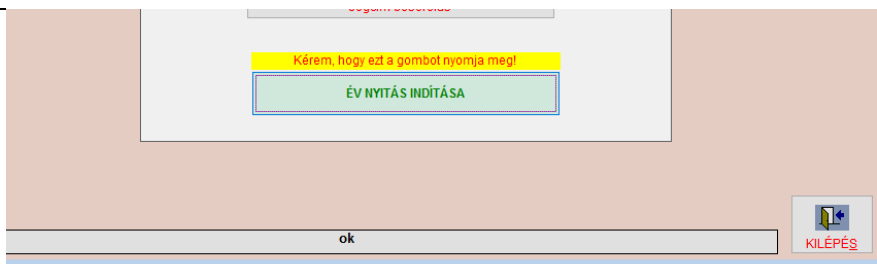 Kérem, hogy ezt a gombot nyomja meg!
ÉV NYITÁS INDÍTÁSA
ok
KILÉPÉS